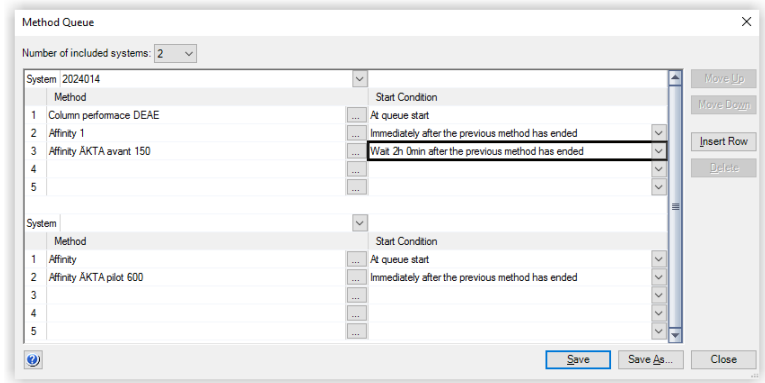 Method Queue
Number of included systems: 2
System 2024014
Method Start Condition
1 Column performace DEAE ... At queue start
2 Affinity 1 ... Immediately after the previous method has ended
3 Affinity ÄKTA avant 150 ... Wait 2h 0min after the previous method has ended
4 ...
5 ...
System
Method Start Condition
1 Affinity ... At queue start
2 Affinity ÄKTA pilot 600 ... Immediately after the previous method has ended
3 ...
4 ...
5 ...
Move Up
Move Down
Insert Row
Delete
? Save Save As... Close